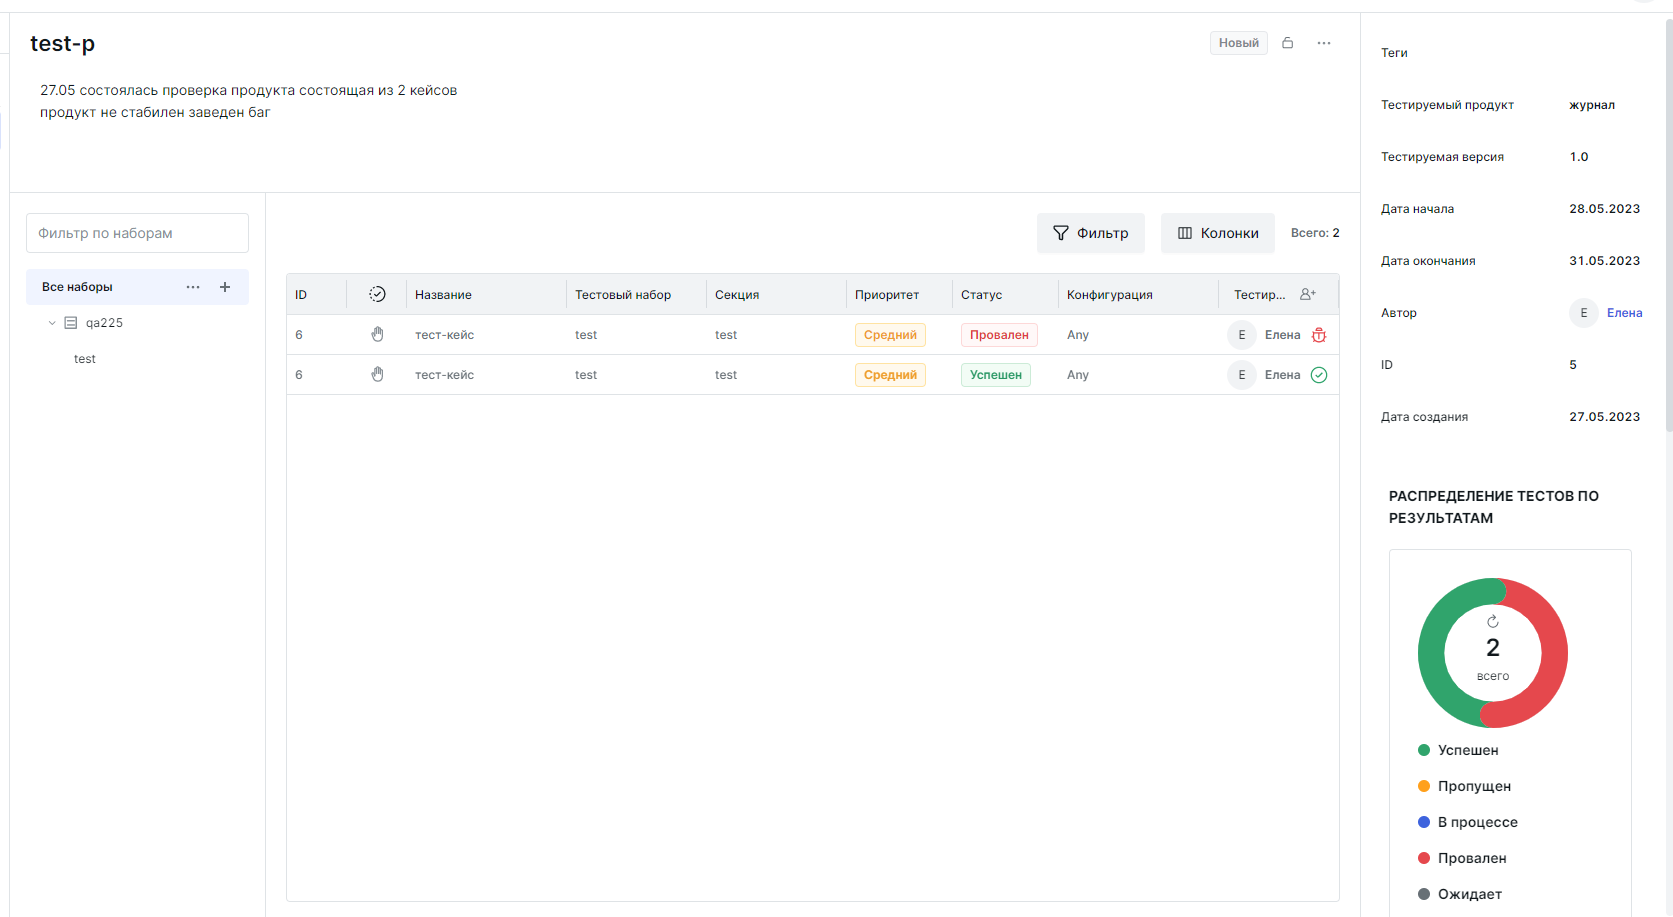 test-p
Новый
27.05 состоялась проверка продукта состоящая из 2 кейсов
продукт не стабилен заведен баг
Фильтр по наборам
Все наборы
qa225
test
Фильтр
Колонки
Всего: 2
ID Название Тестовый набор Секция Приоритет Статус Конфигурация Тестир...
6 тест-кейс test test Средний Провален Any E Елена
6 тест-кейс test test Средний Успешен Any E Елена
Теги
Тестируемый продукт журнал
Тестируемая версия 1.0
Дата начала 28.05.2023
Дата окончания 31.05.2023
Автор E Елена
ID 5
Дата создания 27.05.2023
РАСПРЕДЕЛЕНИЕ ТЕСТОВ ПО
РЕЗУЛЬТАТАМ
2
всего
Успешен
Пропущен
В процессе
Провален
Ожидает